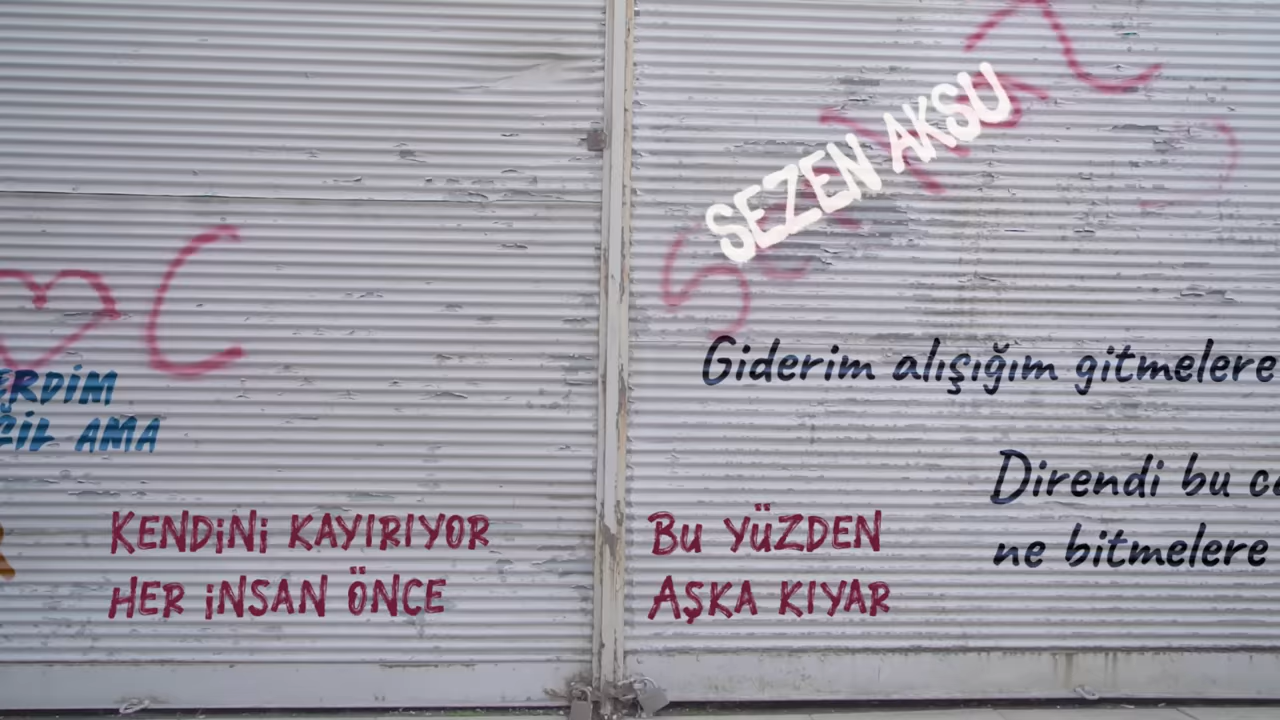 SEZEN AKSU
Giderim alışığım gitmelere
Direndi bu
ne bitmelere
KENDİNİ KAYIRIYOR
HER İNSAN ÖNCE
BU YÜZDEN
AŞKA KIYAR
AMA
C